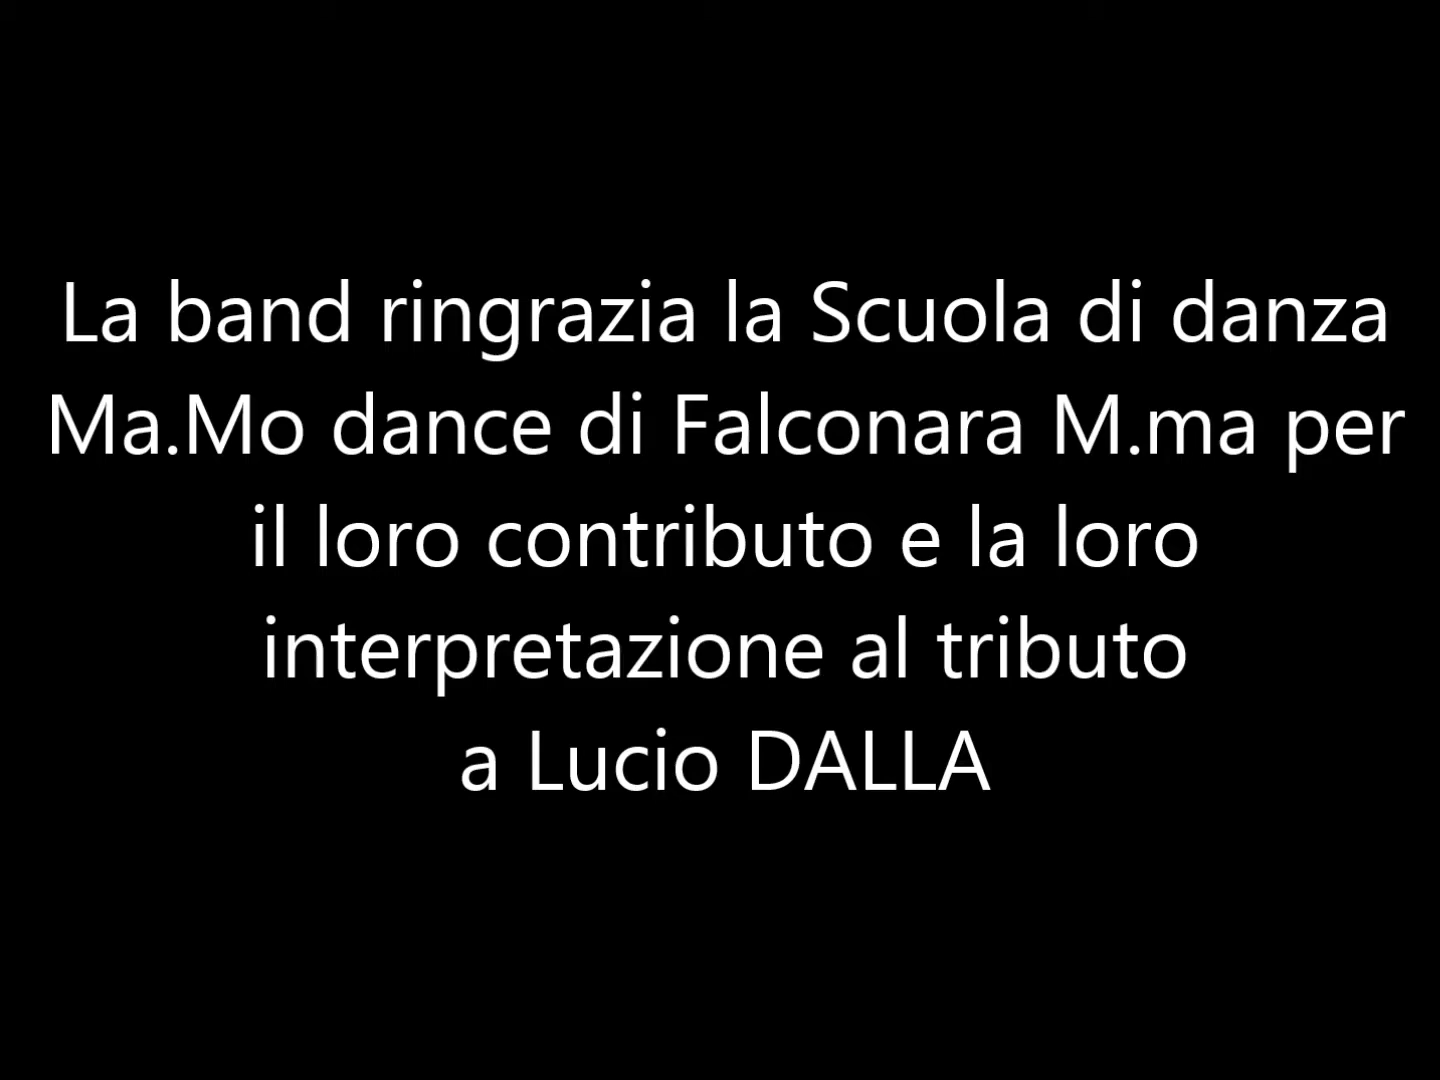 La band ringrazia la Scuola di danza
Ma.Mo dance di Falconara M.ma per
il loro contributo e la loro
interpretazione al tributo
a Lucio DALLA